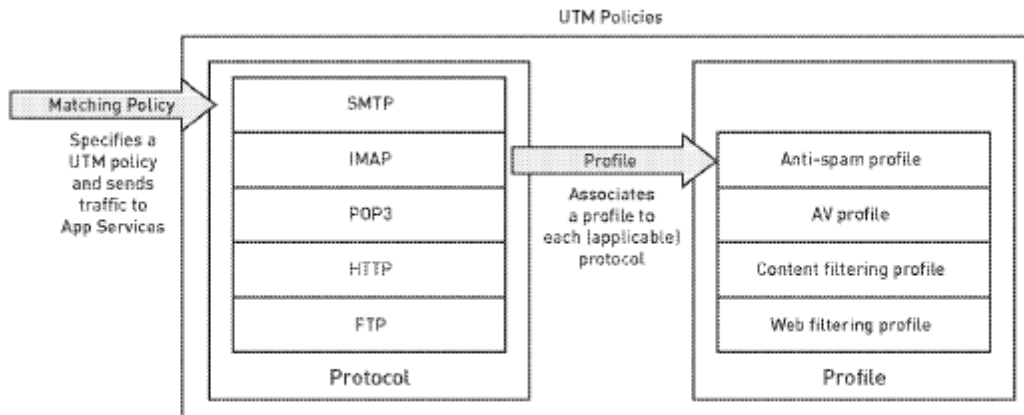 UTM Policies
Matching Policy
Specifies a
UTM policy
and sends
traffic to
App Services
SMTP
IMAP
POP3
HTTP
FTP
Protocol
Profile
Associates
a profile to
each (applicable)
protocol
Anti-spam profile
AV profile
Content filtering profile
Web filtering profile
Profile